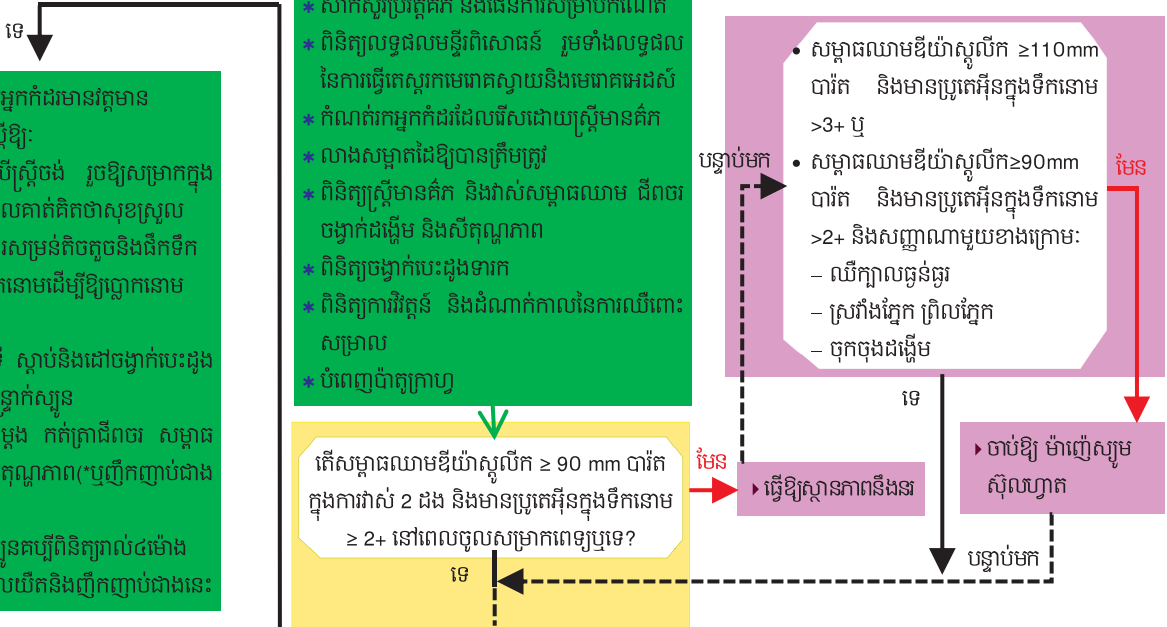 ទេ
អ្នកកំដរមានវត្តមាន
ស្ត្រីចង់ រួចឱ្យសម្រាកក្នុង
លគាត់គិតថាសុខស្រួល
រសម្រន់តិចតួចនិងផឹកទឹក
កនោមដើម្បីឱ្យប្លោកនោម
ស្តាប់និងដៅចង្វាក់បេះដូង
ន្ទាក់ស្បូន
ម្តង កត់ត្រាជីពចរ សម្ពាធ
តុណ្ហភាព(*ឬញឹកញាប់ជាង
ស្បូនគប្បីពិនិត្យរាល់៤ម៉ោង
លយឺតនិងញឹកញាប់ជាងនេះ
* សាកសួរប្រវត្តិគភ៌ និងផែនការសម្រាប់កំណើត
* ពិនិត្យលទ្ធផលមន្ទីរពិសោធន៍ រួមទាំងលទ្ធផល
នៃការធ្វើតេស្តរកមេរោគស្វាយនិងមេរោគអេដស៍
* កំណត់រកអ្នកកំដរដែលរើសដោយស្ត្រីមានគ៌ភ
* លាងសម្អាតដៃឱ្យបានត្រឹមត្រូវ
* ពិនិត្យស្ត្រីមានគ៌ភ និងវាស់សម្ពាធឈាម ជីពចរ
ចង្វាក់ដង្ហើម និងសីតុណ្ហភាព
* ពិនិត្យចង្វាក់បេះដូងទារក
* ពិនិត្យការវិវត្តន៍ និងដំណាក់កាលនៃការឈឺពោះ
សម្រាល
* បំពេញប៉ាតូក្រាហ្វ
តើសម្ពាធឈាមឌីយ៉ាស្តូលីក ≥ 90 mm បារ៉ត
ក្នុងការវាស់ 2 ដង និងមានប្រូតេអ៊ីនក្នុងទឹកនោម
≥ 2+ នៅពេលចូលសម្រាកពេទ្យឬទេ?
ទេ
មែន
ធ្វើឱ្យស្ថានភាពនឹងនរ
បន្ទាប់មក
• សម្ពាធឈាមឌីយ៉ាស្តូលីក ≥110mm
បារ៉ត និងមានប្រូតេអ៊ីនក្នុងទឹកនោម
>3+ ឬ
• សម្ពាធឈាមឌីយ៉ាស្តូលីក≥90mm
បារ៉ត និងមានប្រូតេអ៊ីនក្នុងទឹកនោម
>2+ និងសញ្ញាណាមួយខាងក្រោម:
– ឈឺក្បាលធ្ងន់ធ្ងរ
– ស្រវាំងភ្នែក ព្រិលភ្នែក
– ចុកចុងដង្ហើម
មែន
ទេ
ចាប់ឱ្យ ម៉ាញ៉េស្យូម
ស៊ុលហ្វាត
បន្ទាប់មក